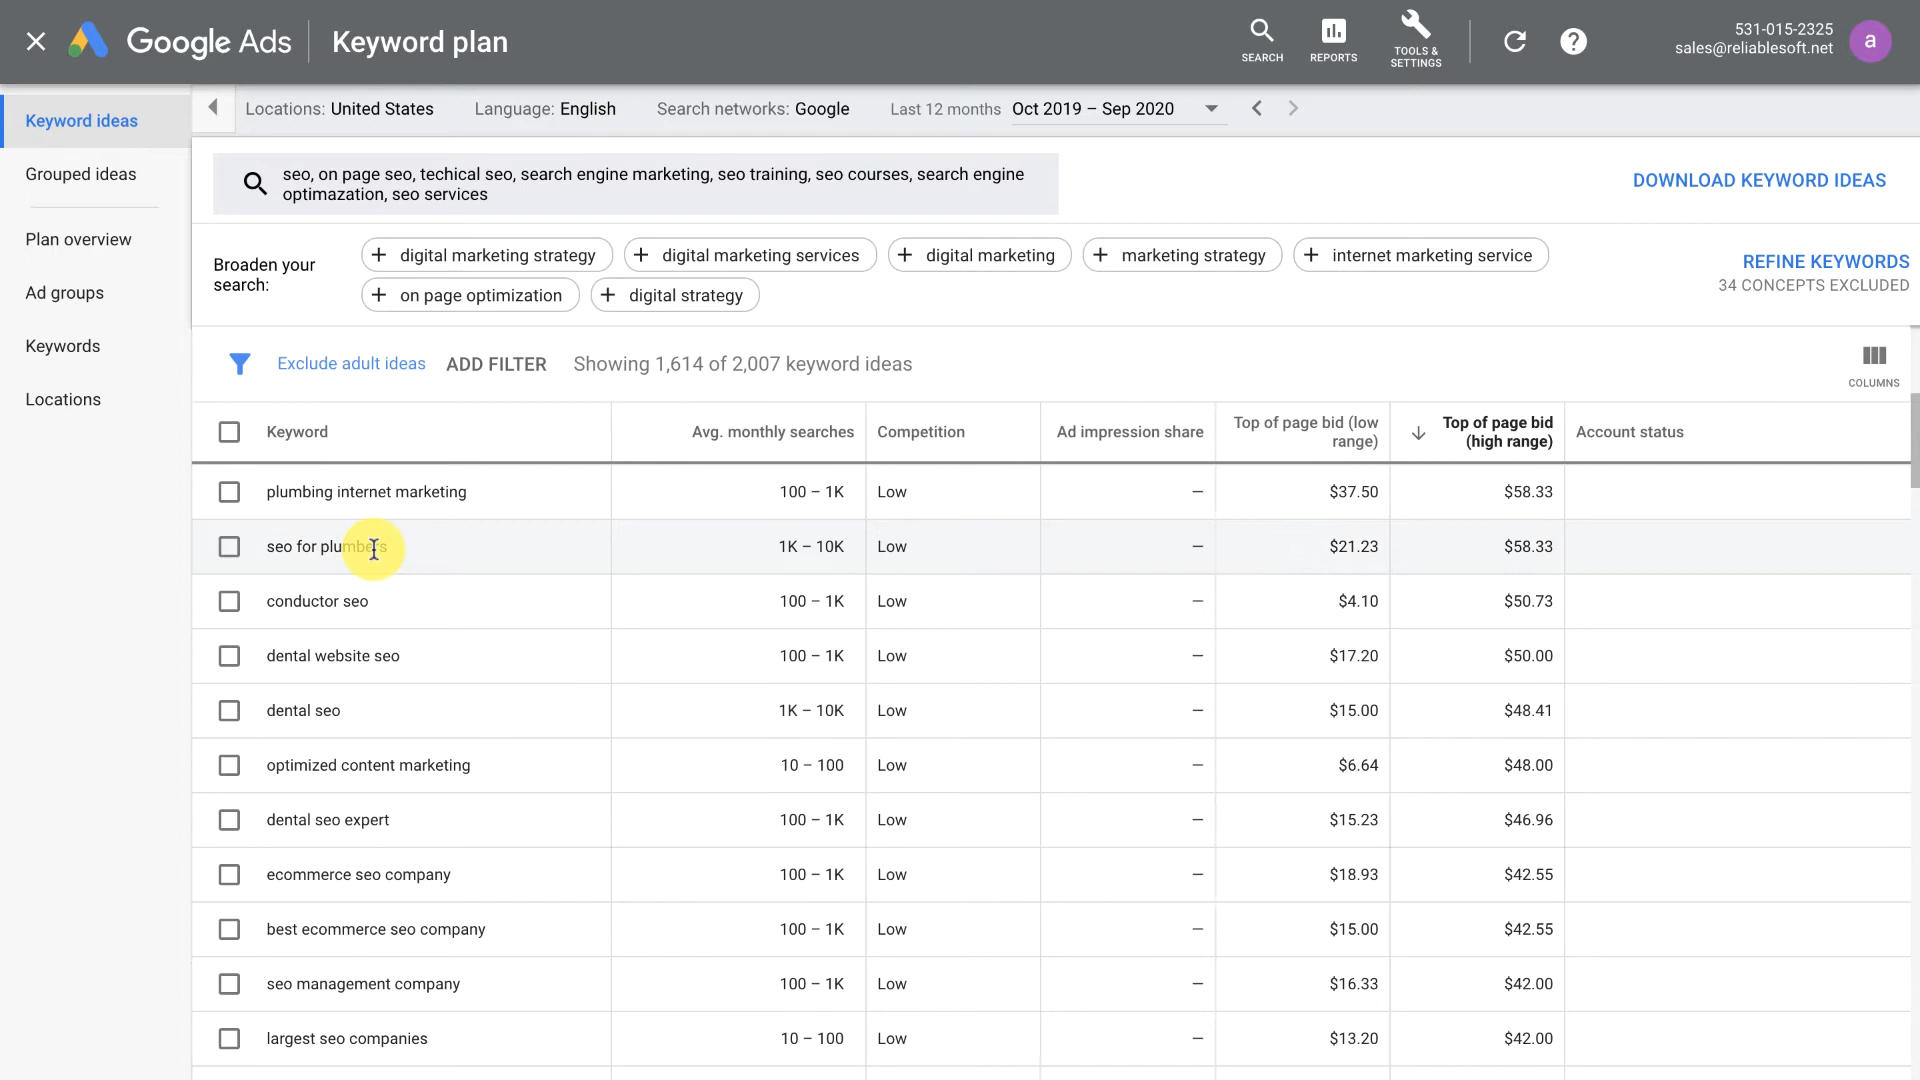 Google Ads
Keyword plan
SEARCH
REPORTS
TOOLS &
SETTINGS
531-015-2325
sales@reliablesoft.net
a
Keyword ideas
Grouped ideas
Plan overview
Ad groups
Keywords
Locations
Locations: United States
Language: English
Search networks: Google
Last 12 months Oct 2019 – Sep 2020
seo, on page seo, techical seo, search engine marketing, seo training, seo courses, search engine
optimazation, seo services
DOWNLOAD KEYWORD IDEAS
Broaden your
search:
+ digital marketing strategy + digital marketing services + digital marketing + marketing strategy + internet marketing service
+ on page optimization + digital strategy
REFINE KEYWORDS
34 CONCEPTS EXCLUDED
Exclude adult ideas ADD FILTER Showing 1,614 of 2,007 keyword ideas
COLUMNS
Keyword
Avg. monthly searches
Competition
Ad impression share
Top of page bid (low
range)
Top of page bid
(high range)
Account status
plumbing internet marketing 100 – 1K Low – $37.50 $58.33
seo for plumbers 1K – 10K Low – $21.23 $58.33
conductor seo 100 – 1K Low – $4.10 $50.73
dental website seo 100 – 1K Low – $17.20 $50.00
dental seo 1K – 10K Low – $15.00 $48.41
optimized content marketing 10 – 100 Low – $6.64 $48.00
dental seo expert 100 – 1K Low – $15.23 $46.96
ecommerce seo company 100 – 1K Low – $18.93 $42.55
best ecommerce seo company 100 – 1K Low – $15.00 $42.55
seo management company 100 – 1K Low – $16.33 $42.00
largest seo companies 10 – 100 Low – $13.20 $42.00